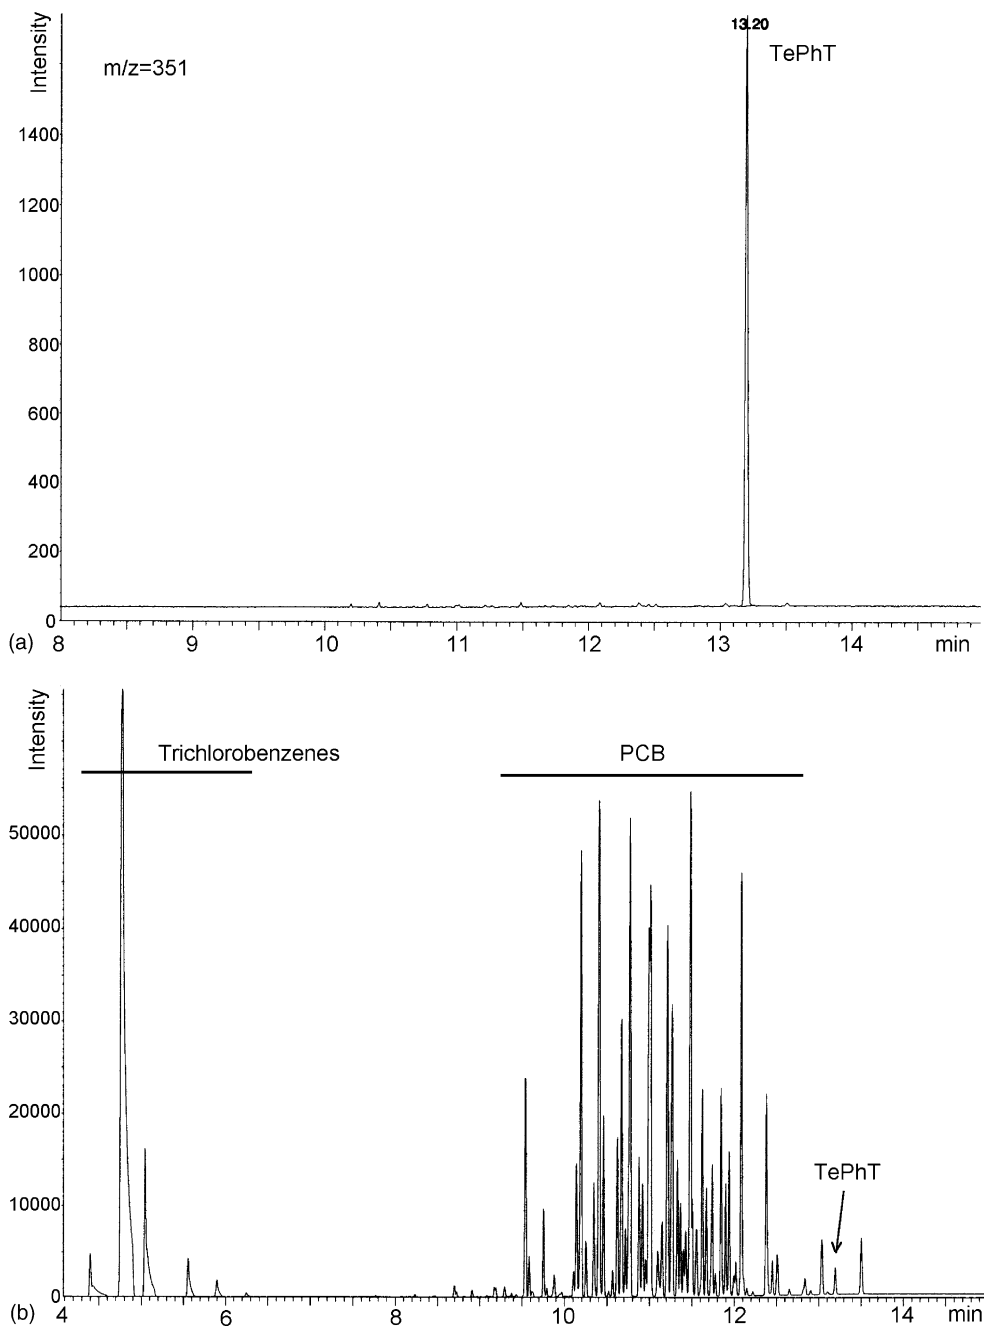 13.20
Intensity
TePhT
m/z=351
1400
1200
1000
800
600
400
200
0
(a) 8 9 10 11 12 13 14 min
Intensity
Trichlorobenzenes PCB
50000
40000
30000
20000
TePhT
10000
0
(b) 4 6 8 10 12 14 min